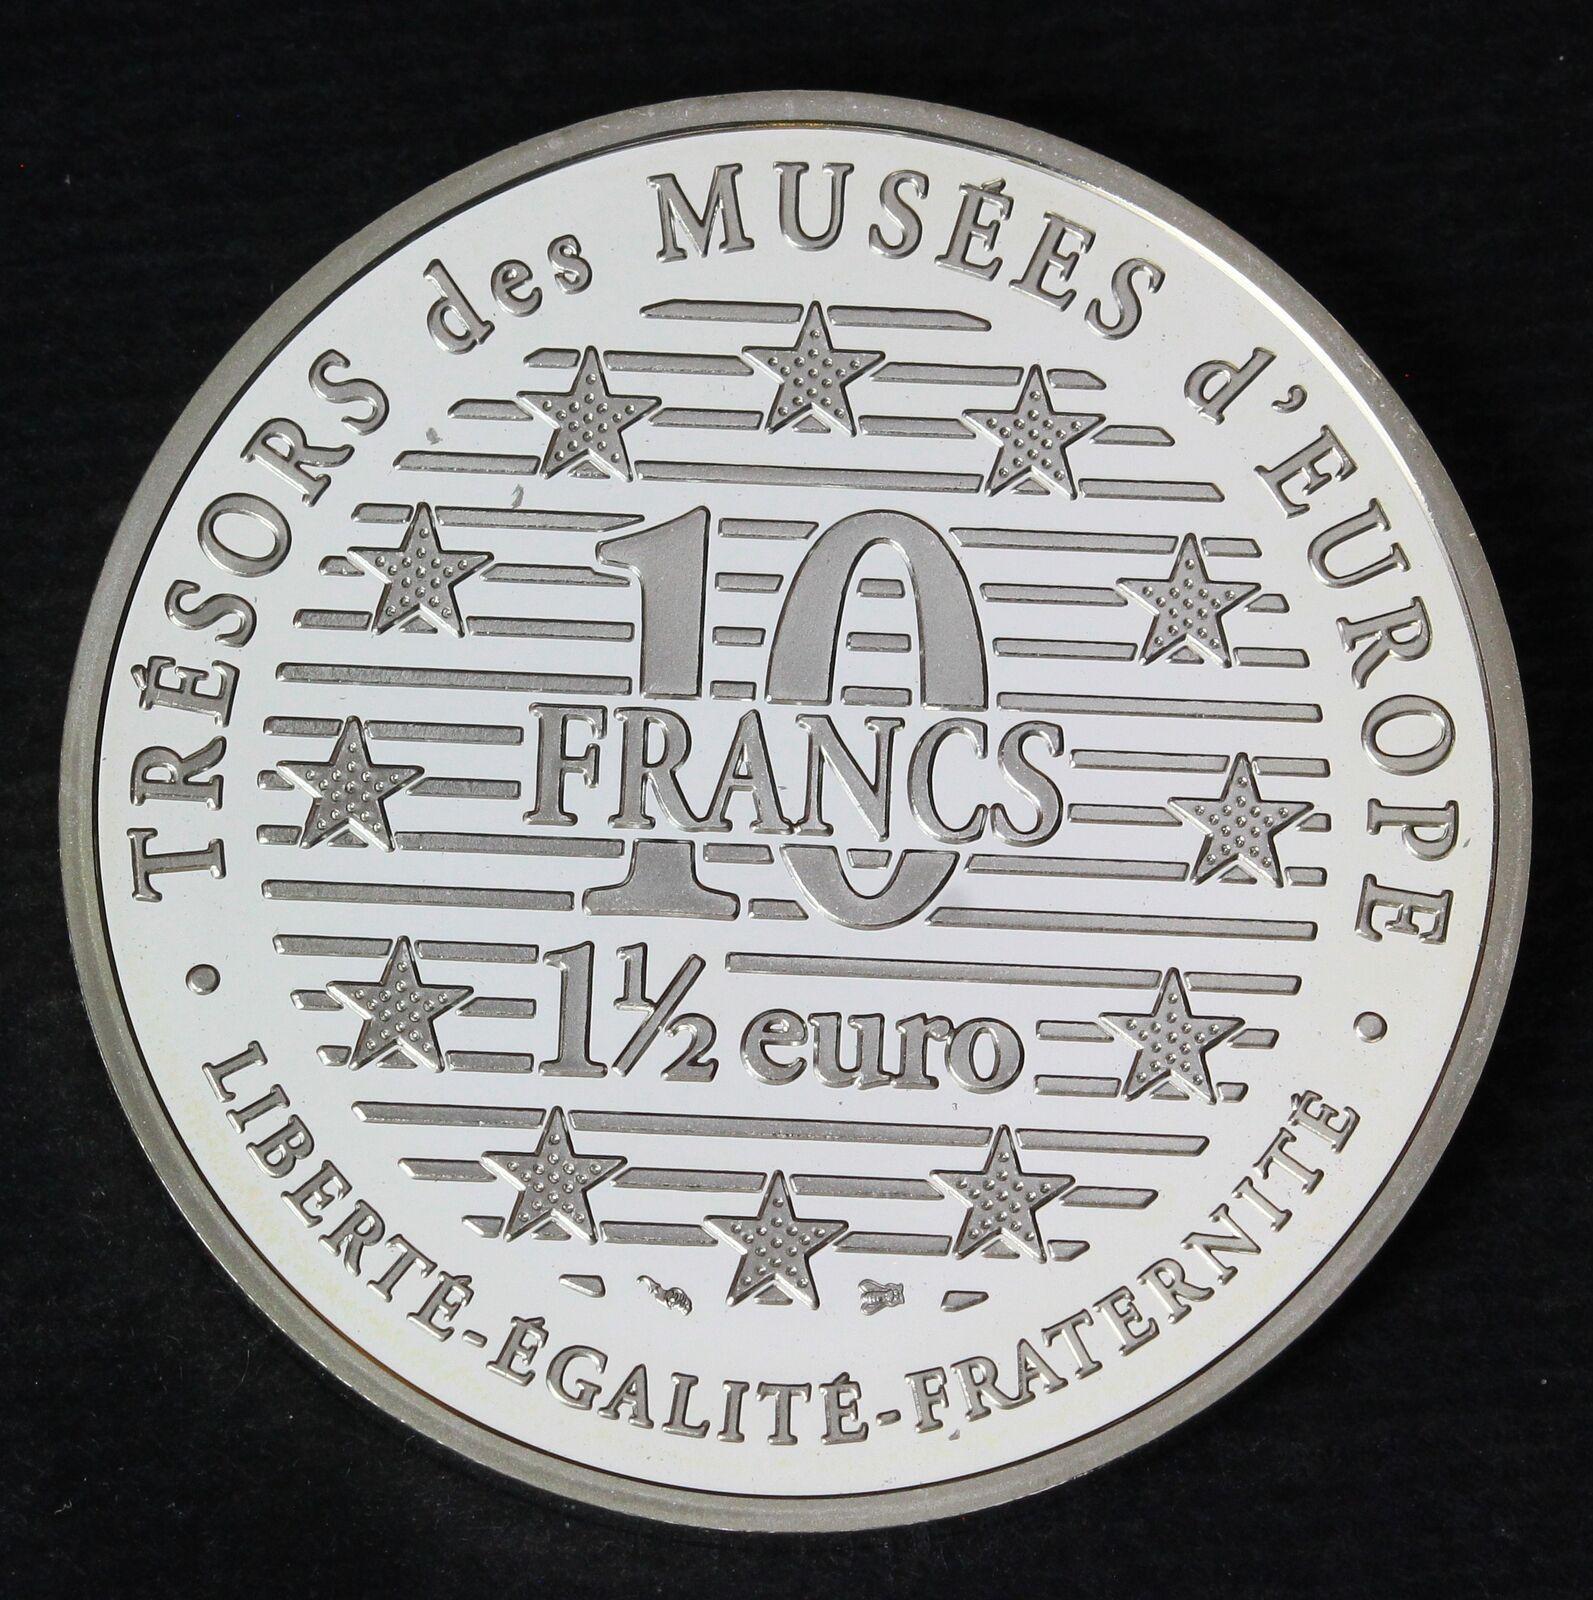 TRÉSORS des MUSÉES d'EUROPE
10
FRANCS
1½ euro
· LIBERTÉ-ÉGALITÉ-FRATERNITÉ ·